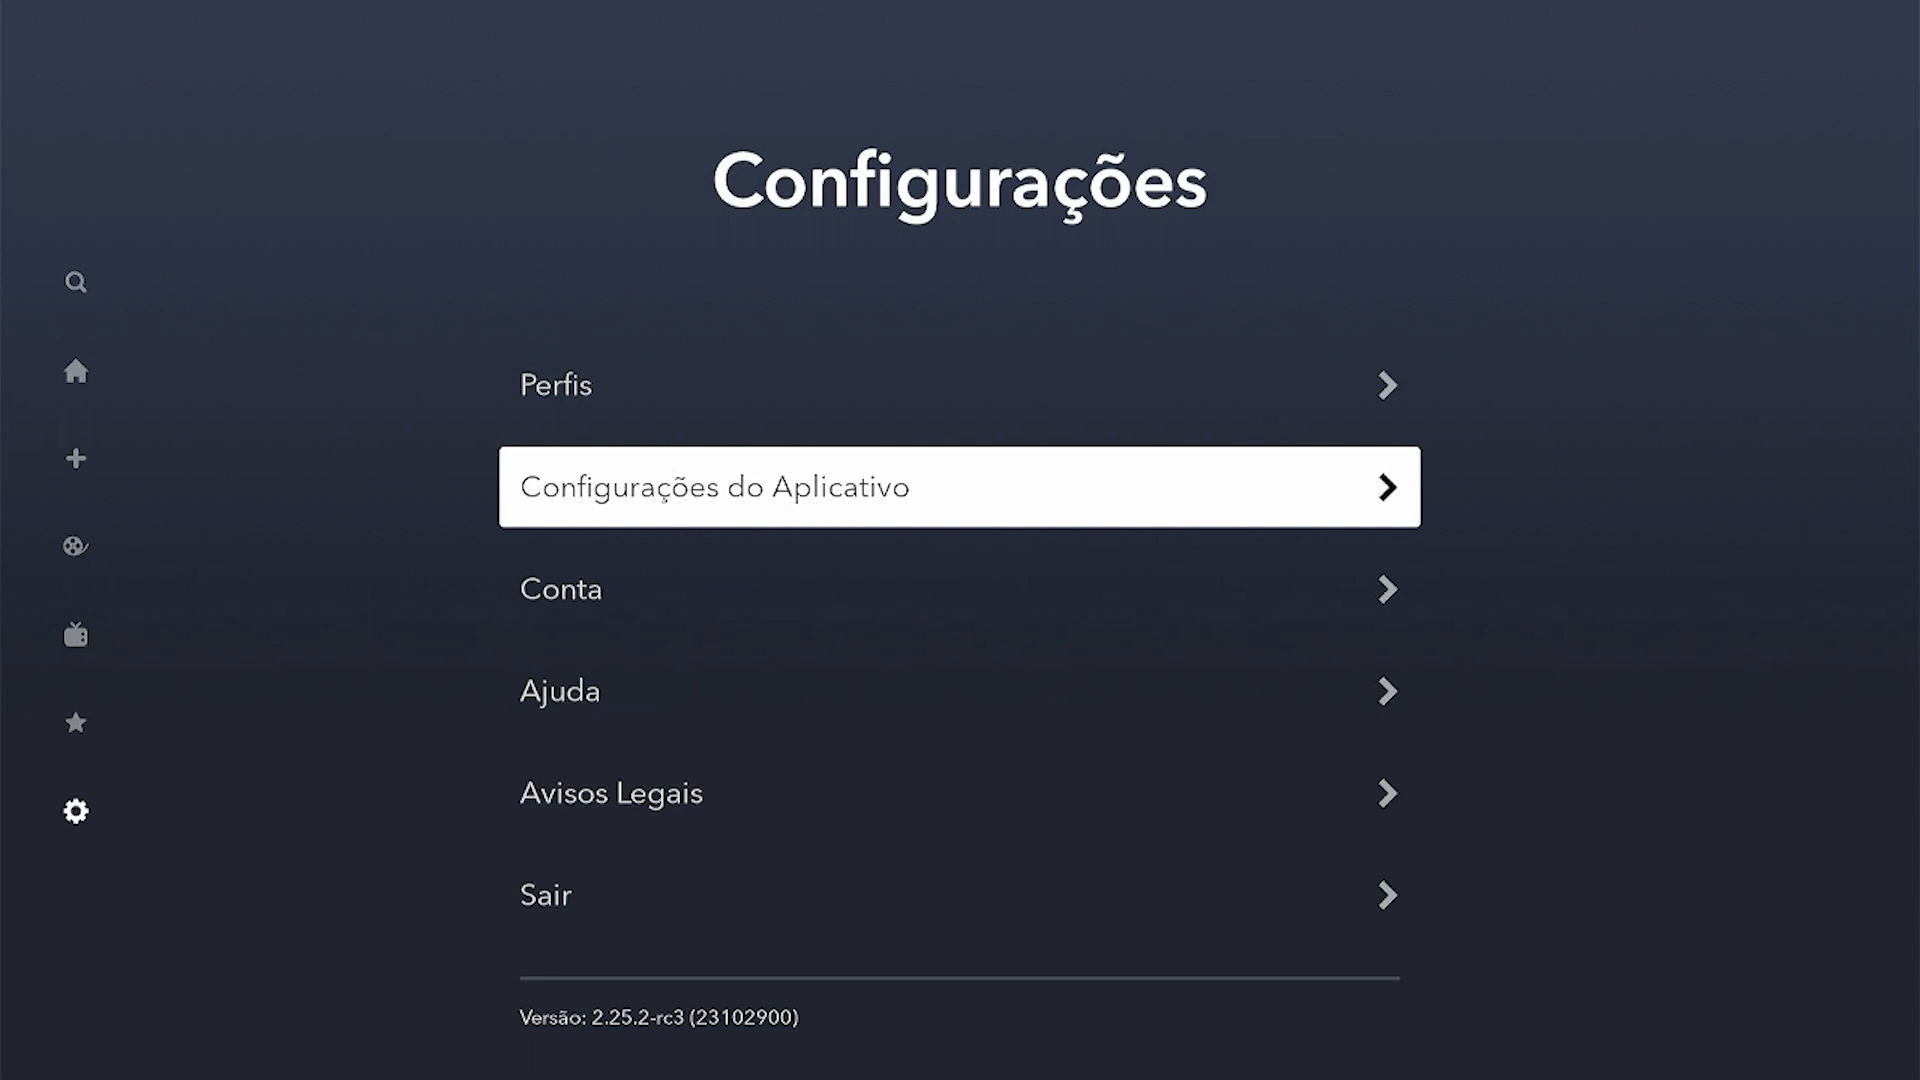 Configurações
Perfis
Configurações do Aplicativo
Conta
Ajuda
Avisos Legais
Sair
Versão: 2.25.2-rc3 (23102900)